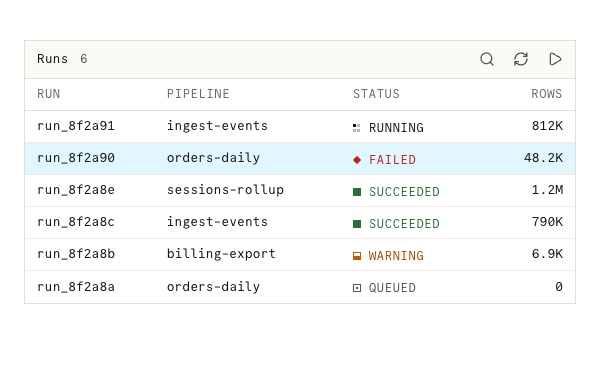 Runs 6
RUN PIPELINE STATUS ROWS
run_8f2a91 ingest-events RUNNING 812K
run_8f2a90 orders-daily FAILED 48.2K
run_8f2a8e sessions-rollup SUCCEEDED 1.2M
run_8f2a8c ingest-events SUCCEEDED 790K
run_8f2a8b billing-export WARNING 6.9K
run_8f2a8a orders-daily QUEUED 0